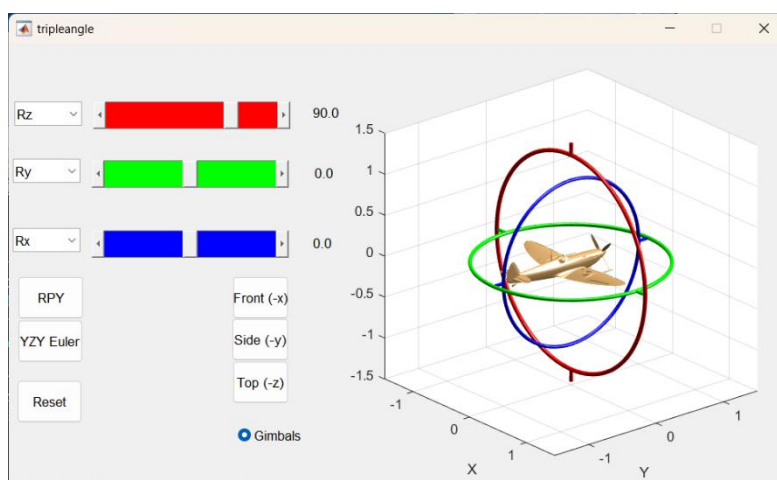 tripleangle
Rz
90.0
Ry
0.0
Rx
0.0
RPY
Front (-x)
YZY Euler
Side (-y)
Top (-z)
Reset
Gimbals
1.5
1
0.5
0
-0.5
-1
-1.5
-1
0
1
X
-1
0
1
Y